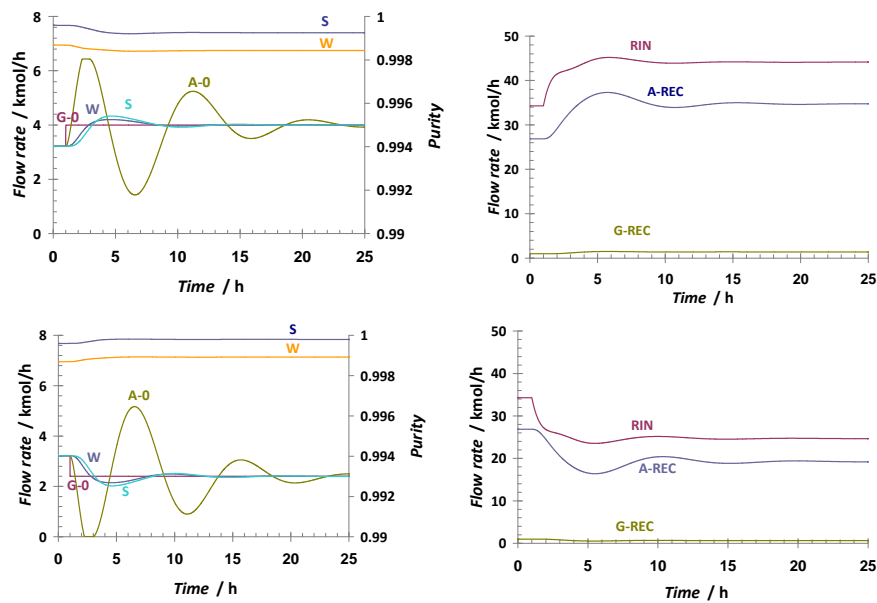 8
1
S
W
0.998
6
A-0
0.996
W
S
G-0
4
0.994
2
0.992
0
0.99
0
5
10
15
20
25
Flow rate / kmol/h
Purity
Time / h
50
RIN
40
A-REC
30
20
10
G-REC
0
0
5
10
15
20
25
Flow rate / kmol/h
Time / h
8
S
1
W
6
0.998
A-0
0.996
4
W
0.994
2
G-0
S
0.992
0
0.99
0
5
10
15
20
25
Flow rate / kmol/h
Purity
Time / h
50
40
30
RIN
20
A-REC
10
G-REC
0
0
5
10
15
20
25
Flow rate / kmol/h
Time / h